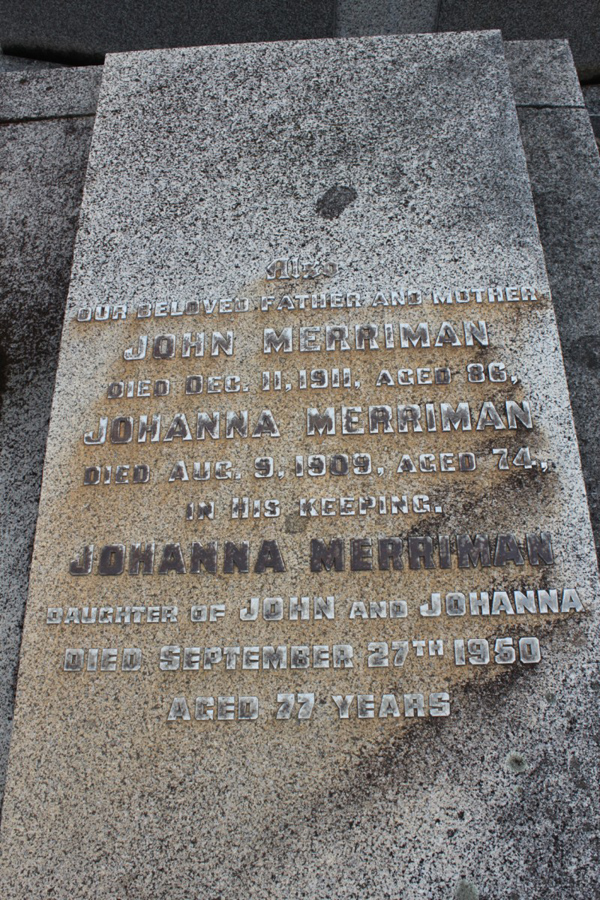 Also
OUR BELOVED FATHER AND MOTHER
JOHN MERRIMAN
DIED DEC. 11, 1911, AGED 86,
JOHANNA MERRIMAN
DIED AUG. 9, 1909, AGED 74.,
IN HIS KEEPING.
JOHANNA MERRIMAN
DAUGHTER OF JOHN AND JOHANNA
DIED SEPTEMBER 27TH 1950
AGED 77 YEARS